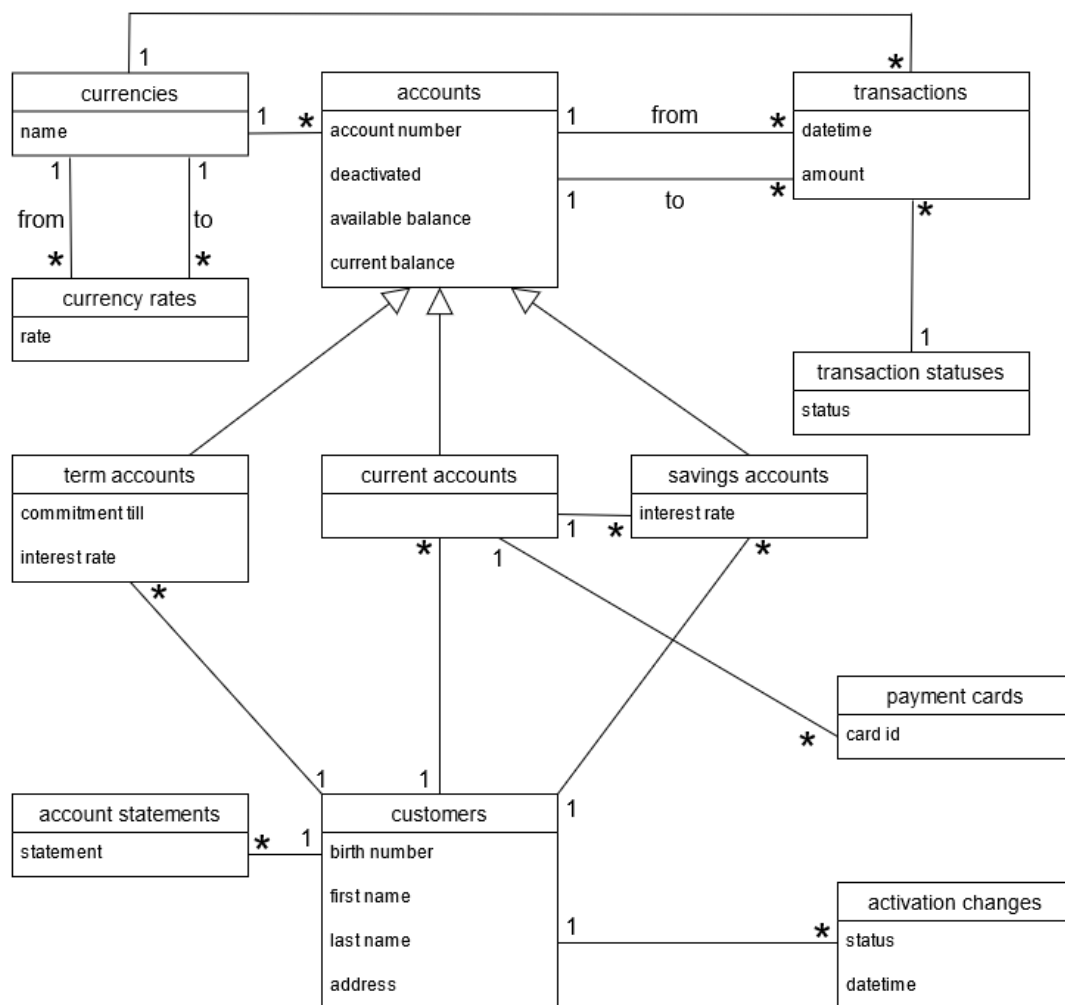 1
*
currencies
name
1
*
accounts
account number
deactivated
available balance
current balance
1
from
*
1
to
*
transactions
datetime
amount
1
from
*
1
to
*
currency rates
rate
*
1
transaction statuses
status
term accounts
commitment till
interest rate
current accounts
1
*
savings accounts
interest rate
*
*
1
*
payment cards
card id
*
1
1
1
account statements
statement
*
1
customers
birth number
first name
last name
address
1
*
activation changes
status
datetime